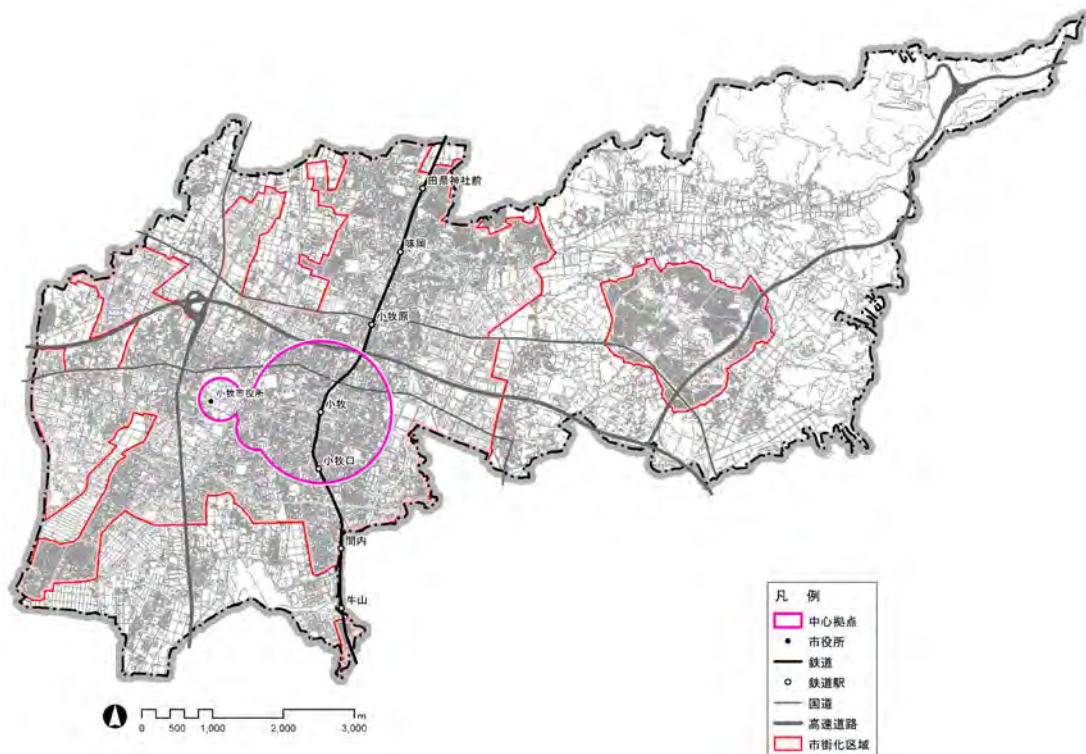 田県神社前
味岡
小牧原
小牧市役所
小牧
小牧口
間内
牛山
0 500 1,000 2,000 3,000 m
凡 例
中心拠点
市役所
鉄道
鉄道駅
国道
高速道路
市街化区域